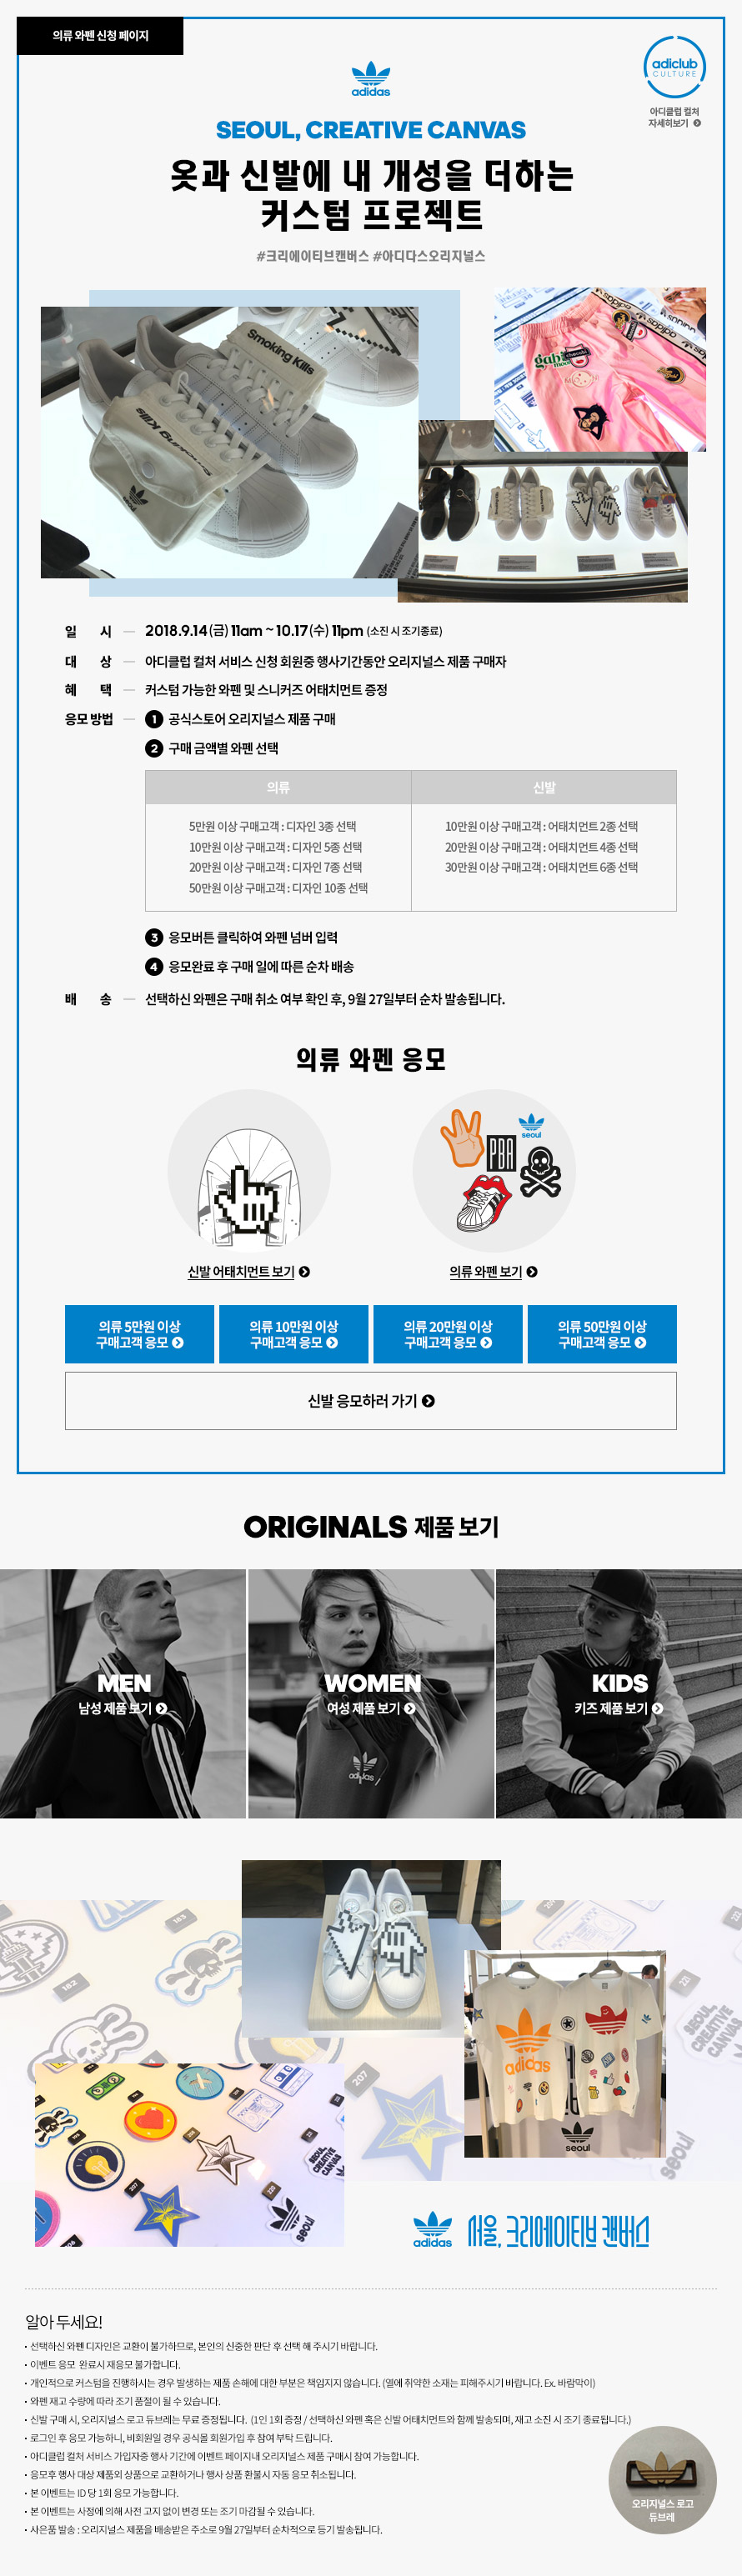 의류 와펜 신청 페이지
adiclub
CULTURE
아디클럽 컬처
자세히보기
adidas
SEOUL, CREATIVE CANVAS
옷과 신발에 내 개성을 더하는
커스텀 프로젝트
#크리에이티브캔버스 #아디다스오리지널스
Smoking Kills
Smoking Kills
seoul
일 시 — 2018.9.14(금) 11am ~ 10.17(수) 11pm (소진 시 조기종료)
대 상 — 아디클럽 컬처 서비스 신청 회원중 행사기간동안 오리지널스 제품 구매자
혜 택 — 커스텀 가능한 와펜 및 스니커즈 어태치먼트 증정
응모 방법 — 1 공식스토어 오리지널스 제품 구매
2 구매 금액별 와펜 선택
의류 신발
5만원 이상 구매고객 : 디자인 3종 선택 10만원 이상 구매고객 : 어태치먼트 2종 선택
10만원 이상 구매고객 : 디자인 5종 선택 20만원 이상 구매고객 : 어태치먼트 4종 선택
20만원 이상 구매고객 : 디자인 7종 선택 30만원 이상 구매고객 : 어태치먼트 6종 선택
50만원 이상 구매고객 : 디자인 10종 선택
3 응모버튼 클릭하여 와펜 넘버 입력
4 응모완료 후 구매 일에 따른 순차 배송
배 송 — 선택하신 와펜은 구매 취소 여부 확인 후, 9월 27일부터 순차 발송됩니다.
의류 와펜 응모
seoul
신발 어태치먼트 보기 의류 와펜 보기
의류 5만원 이상 의류 10만원 이상 의류 20만원 이상 의류 50만원 이상
구매고객 응모 구매고객 응모 구매고객 응모 구매고객 응모
신발 응모하러 가기
ORIGINALS 제품 보기
MEN WOMEN KIDS
남성 제품 보기 여성 제품 보기 키즈 제품 보기
adidas
182
207
adidas
seoul
SEOUL
CREATIVE
CANVAS
seoul
adidas
서울, 크리에이티브 캔버스
알아 두세요!
· 선택하신 와펜 디자인은 교환이 불가하므로, 본인의 신중한 판단 후 선택 해 주시기 바랍니다.
· 이벤트 응모 완료시 재응모 불가합니다.
· 개인적으로 커스텀을 진행하시는 경우 발생하는 제품 손해에 대한 부분은 책임지지 않습니다. (열에 취약한 소재는 피해주시기 바랍니다. Ex. 바람막이)
· 와펜 재고 수량에 따라 조기 품절이 될 수 있습니다.
· 신발 구매 시, 오리지널스 로고 듀브레는 무료 증정됩니다. (1인 1회 증정 / 선택하신 와펜 혹은 신발 어태치먼트와 함께 발송되며, 재고 소진 시 조기 종료됩니다.)
· 로그인 후 응모 가능하니, 비회원일 경우 공식몰 회원가입 후 참여 부탁 드립니다.
· 아디클럽 컬처 서비스 가입자중 행사 기간에 이벤트 페이지내 오리지널스 제품 구매시 참여 가능합니다.
· 응모후 행사 대상 제품외 상품으로 교환하거나 행사 상품 환불시 자동 응모 취소됩니다.
· 본 이벤트는 ID 당 1회 응모 가능합니다.
· 본 이벤트는 사정에 의해 사전 고지 없이 변경 또는 조기 마감될 수 있습니다.
· 사은품 발송 : 오리지널스 제품을 배송받은 주소로 9월 27일부터 순차적으로 등기 발송됩니다.
오리지널스 로고
듀브레